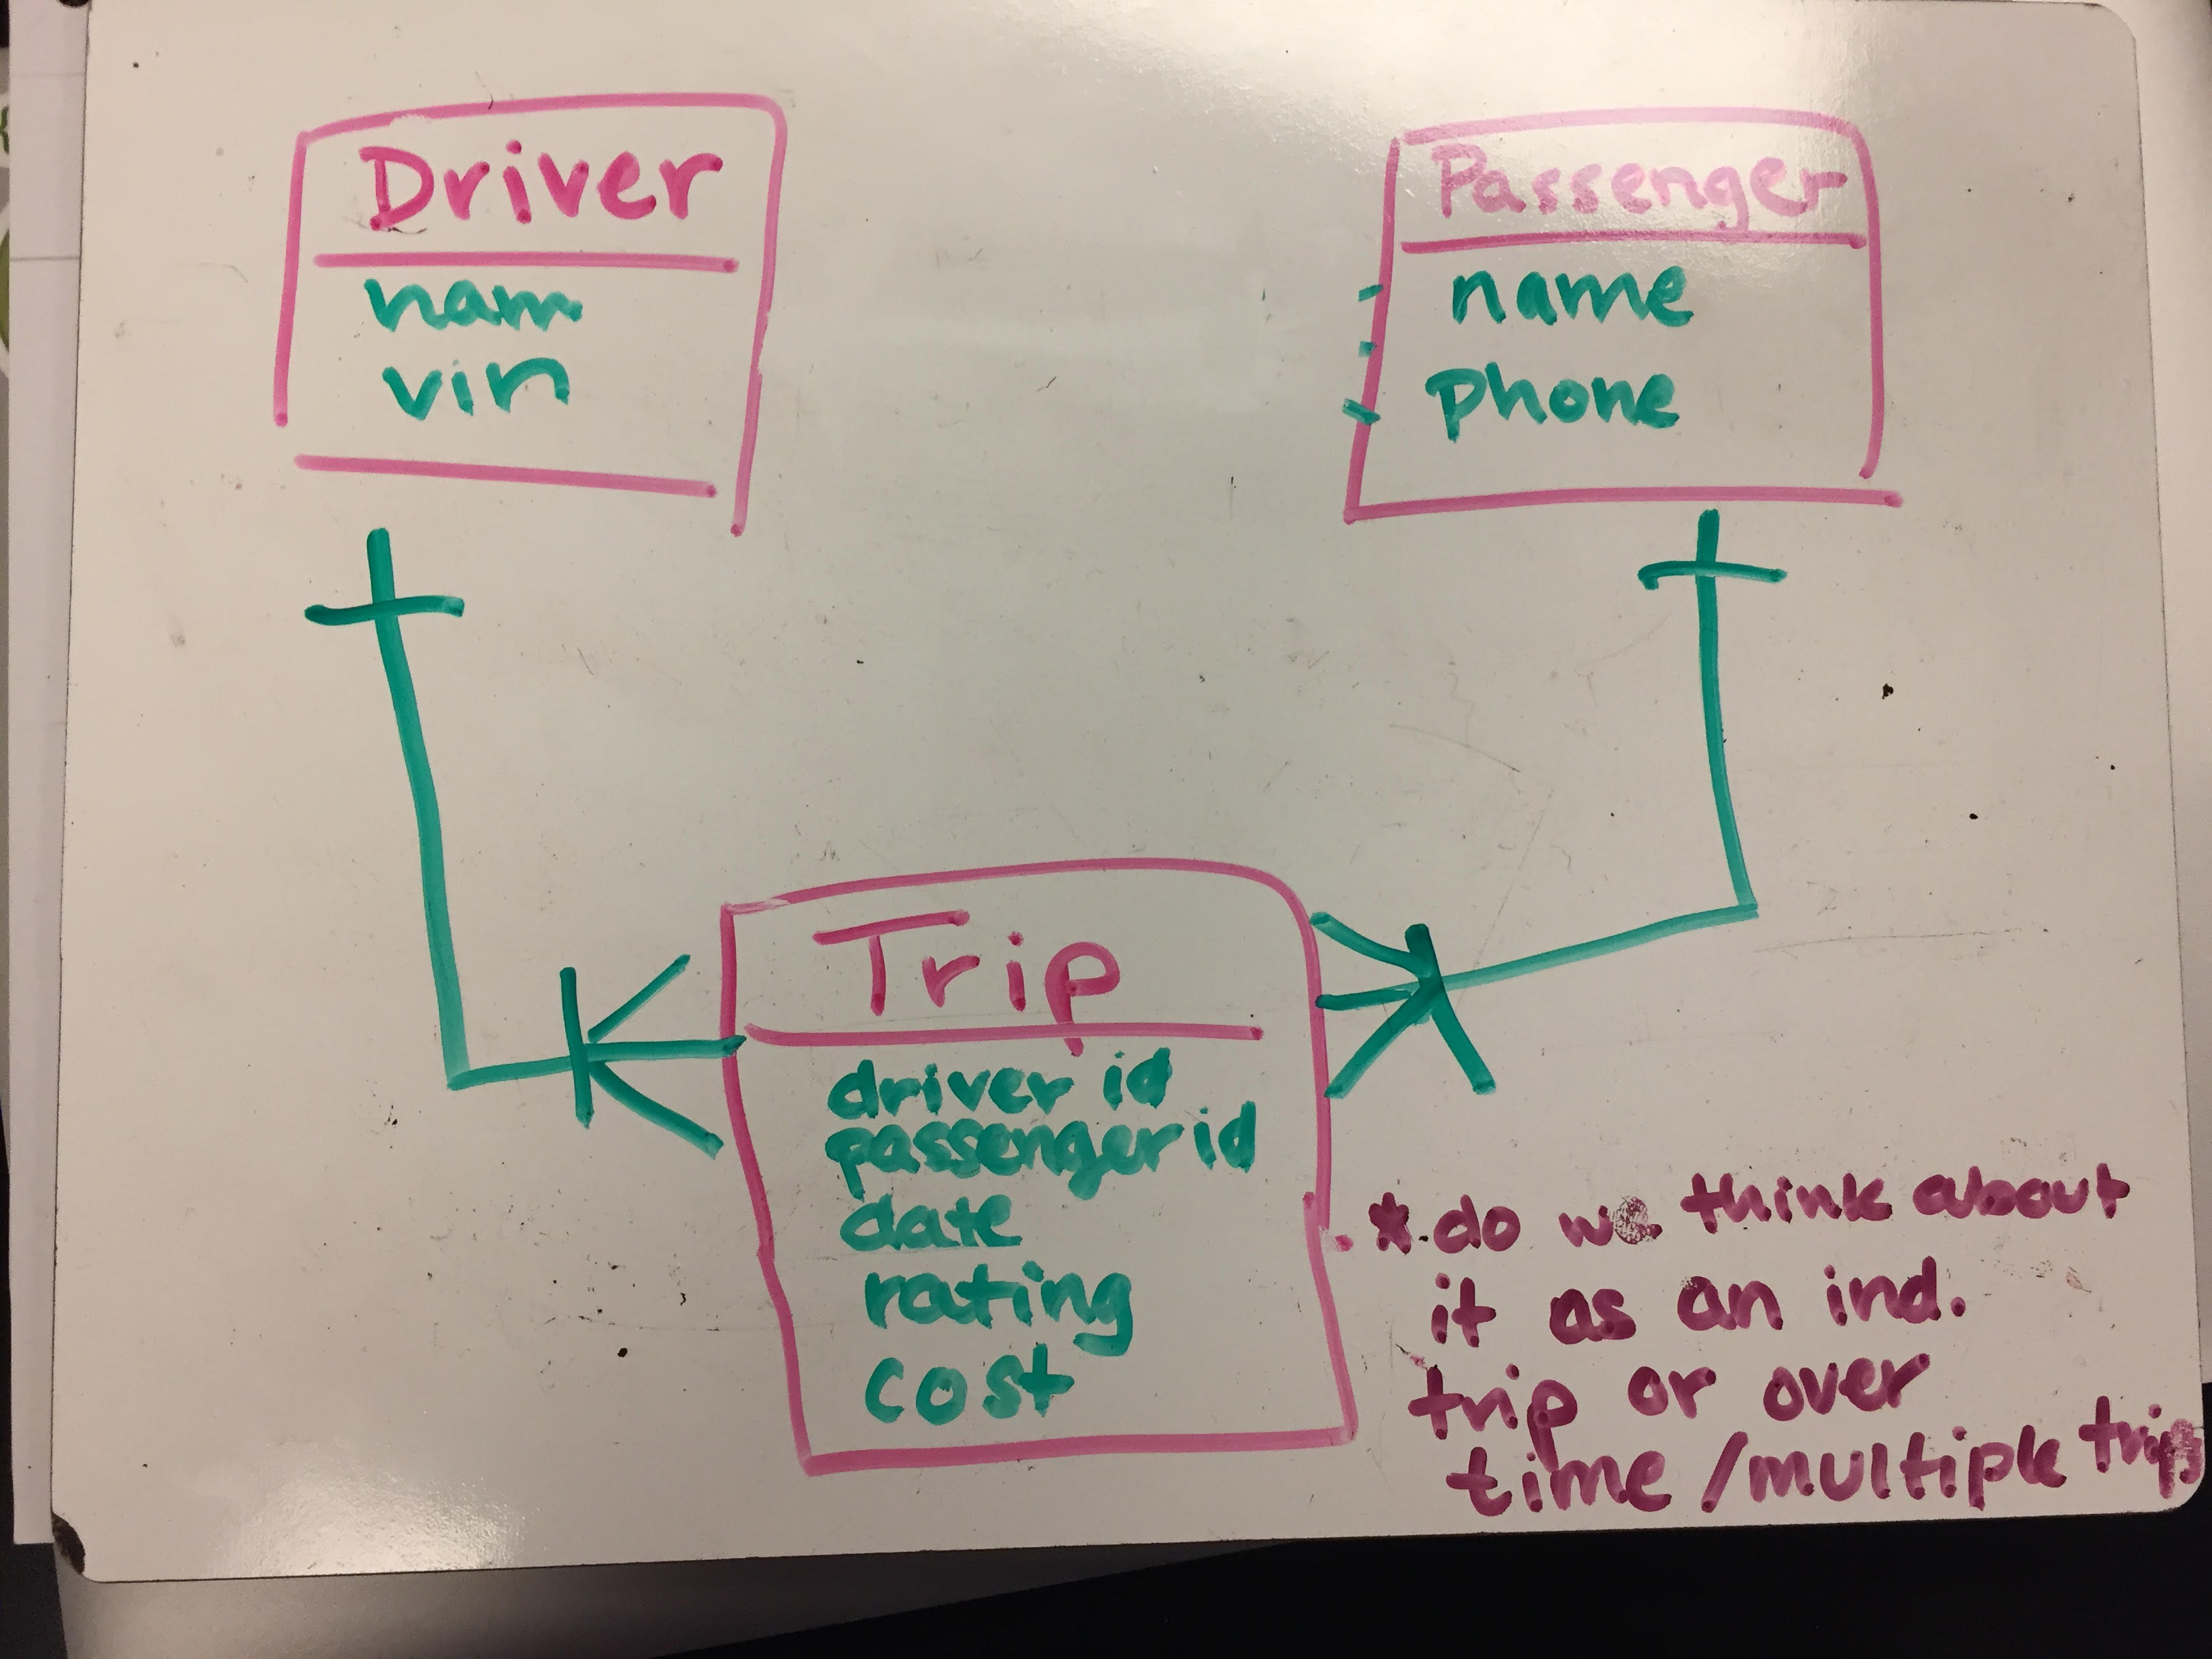 Driver
nam
vin
Passenger
name
phone
Trip
driver id
passenger id
date
rating
cost
* do we think about
it as an ind.
trip or over
time / multiple trips